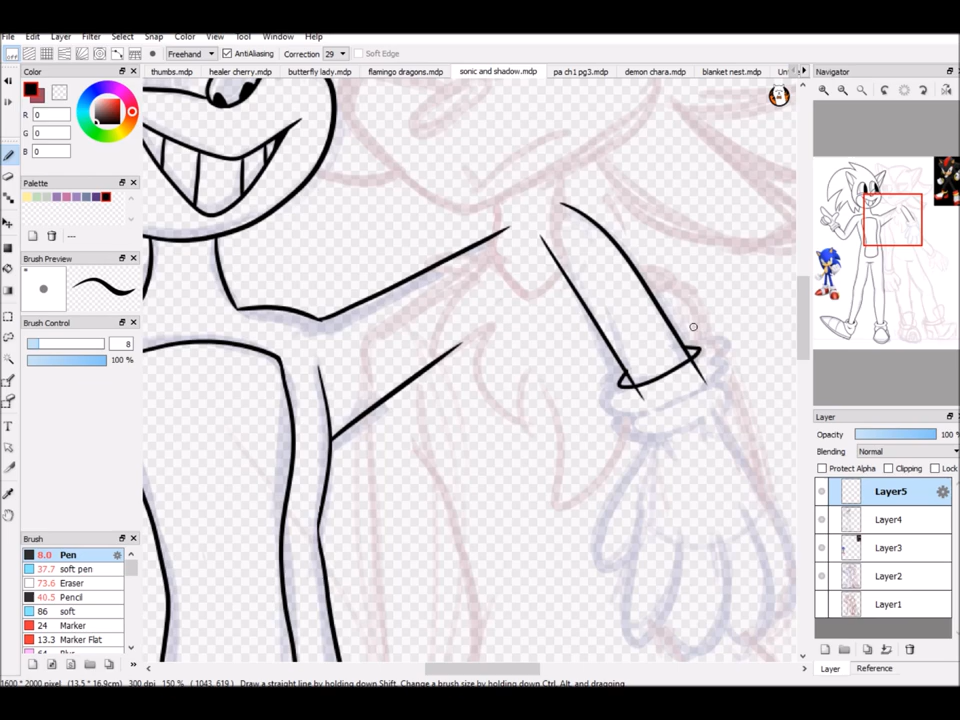 File Edit Layer Filter Select Snap Color View Tool Window Help
Freehand AntiAliasing Correction 29 Soft Edge
thumbs.mdp healer cherry.mdp butterfly lady.mdp flamingo dragons.mdp sonic and shadow.mdp pa ch1 pg3.mdp demon chara.mdp blanket nest.mdp
Color
R 0
G 0
B 0
Palette
---
Brush Preview
Brush Control
8
100 %
Brush
8.0 Pen
37.7 soft pen
73.6 Eraser
40.5 Pencil
86 soft
24 Marker
13.3 Marker Flat
Navigator
Layer
Opacity 100 %
Blending Normal
Protect Alpha Clipping Lock
Layer5
Layer4
Layer3
Layer2
Layer1
Layer Reference
1600 * 2000 pixel (13.5 * 16.9cm) 300 dpi 150 % ( 1043, 619 ) Draw a straight line by holding down Shift. Change a brush size by holding down Ctrl, Alt, and dragging